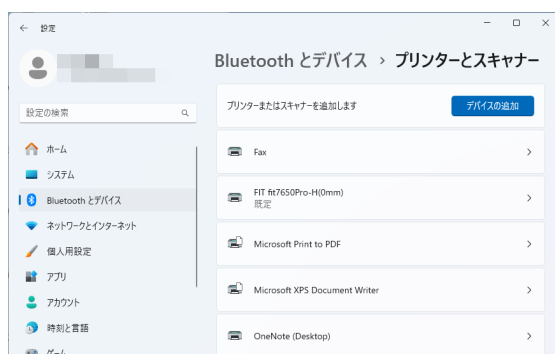 ← 設定
Bluetooth とデバイス › プリンターとスキャナー
設定の検索
ホーム
システム
Bluetooth とデバイス
ネットワークとインターネット
個人用設定
アプリ
アカウント
時刻と言語
ゲーム
プリンターまたはスキャナーを追加します
デバイスの追加
Fax
FIT fit7650Pro-H(0mm)
既定
Microsoft Print to PDF
Microsoft XPS Document Writer
OneNote (Desktop)